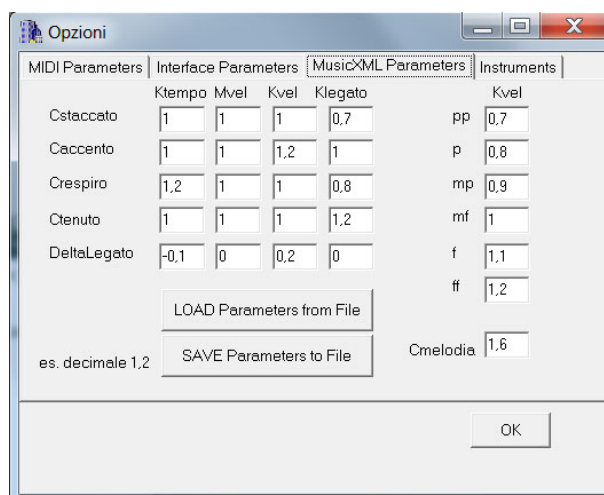 Opzioni
MIDI Parameters Interface Parameters MusicXML Parameters Instruments
Ktempo Mvel Kvel Klegato Kvel
Cstaccato 1 1 1 0,7 pp 0,7
Caccento 1 1 1,2 1 p 0,8
Crespiro 1,2 1 1 0,8 mp 0,9
Ctenuto 1 1 1 1,2 mf 1
DeltaLegato -0,1 0 0,2 0 f 1,1
ff 1,2
LOAD Parameters from File
es. decimale 1,2 SAVE Parameters to File Cmelodia 1,6
OK